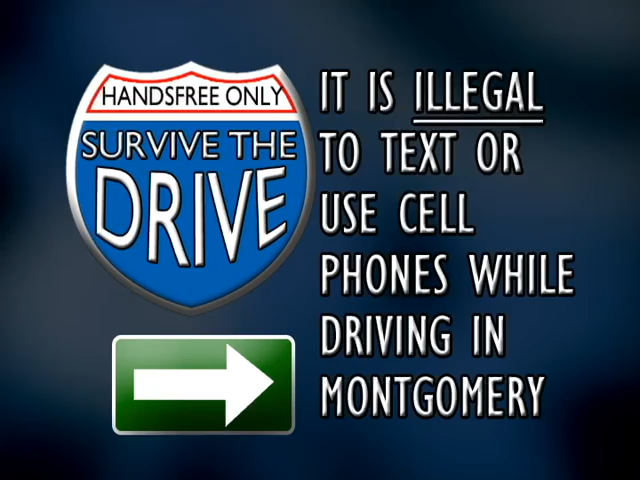 HANDSFREE ONLY
SURVIVE THE
DRIVE
IT IS ILLEGAL
TO TEXT OR
USE CELL
PHONES WHILE
DRIVING IN
MONTGOMERY